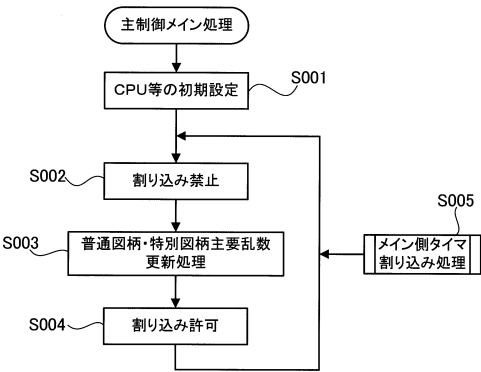 主制御メイン処理
CPU等の初期設定
S001
S002
割り込み禁止
S003
普通図柄・特別図柄主要乱数
更新処理
S004
割り込み許可
S005
メイン側タイマ
割り込み処理